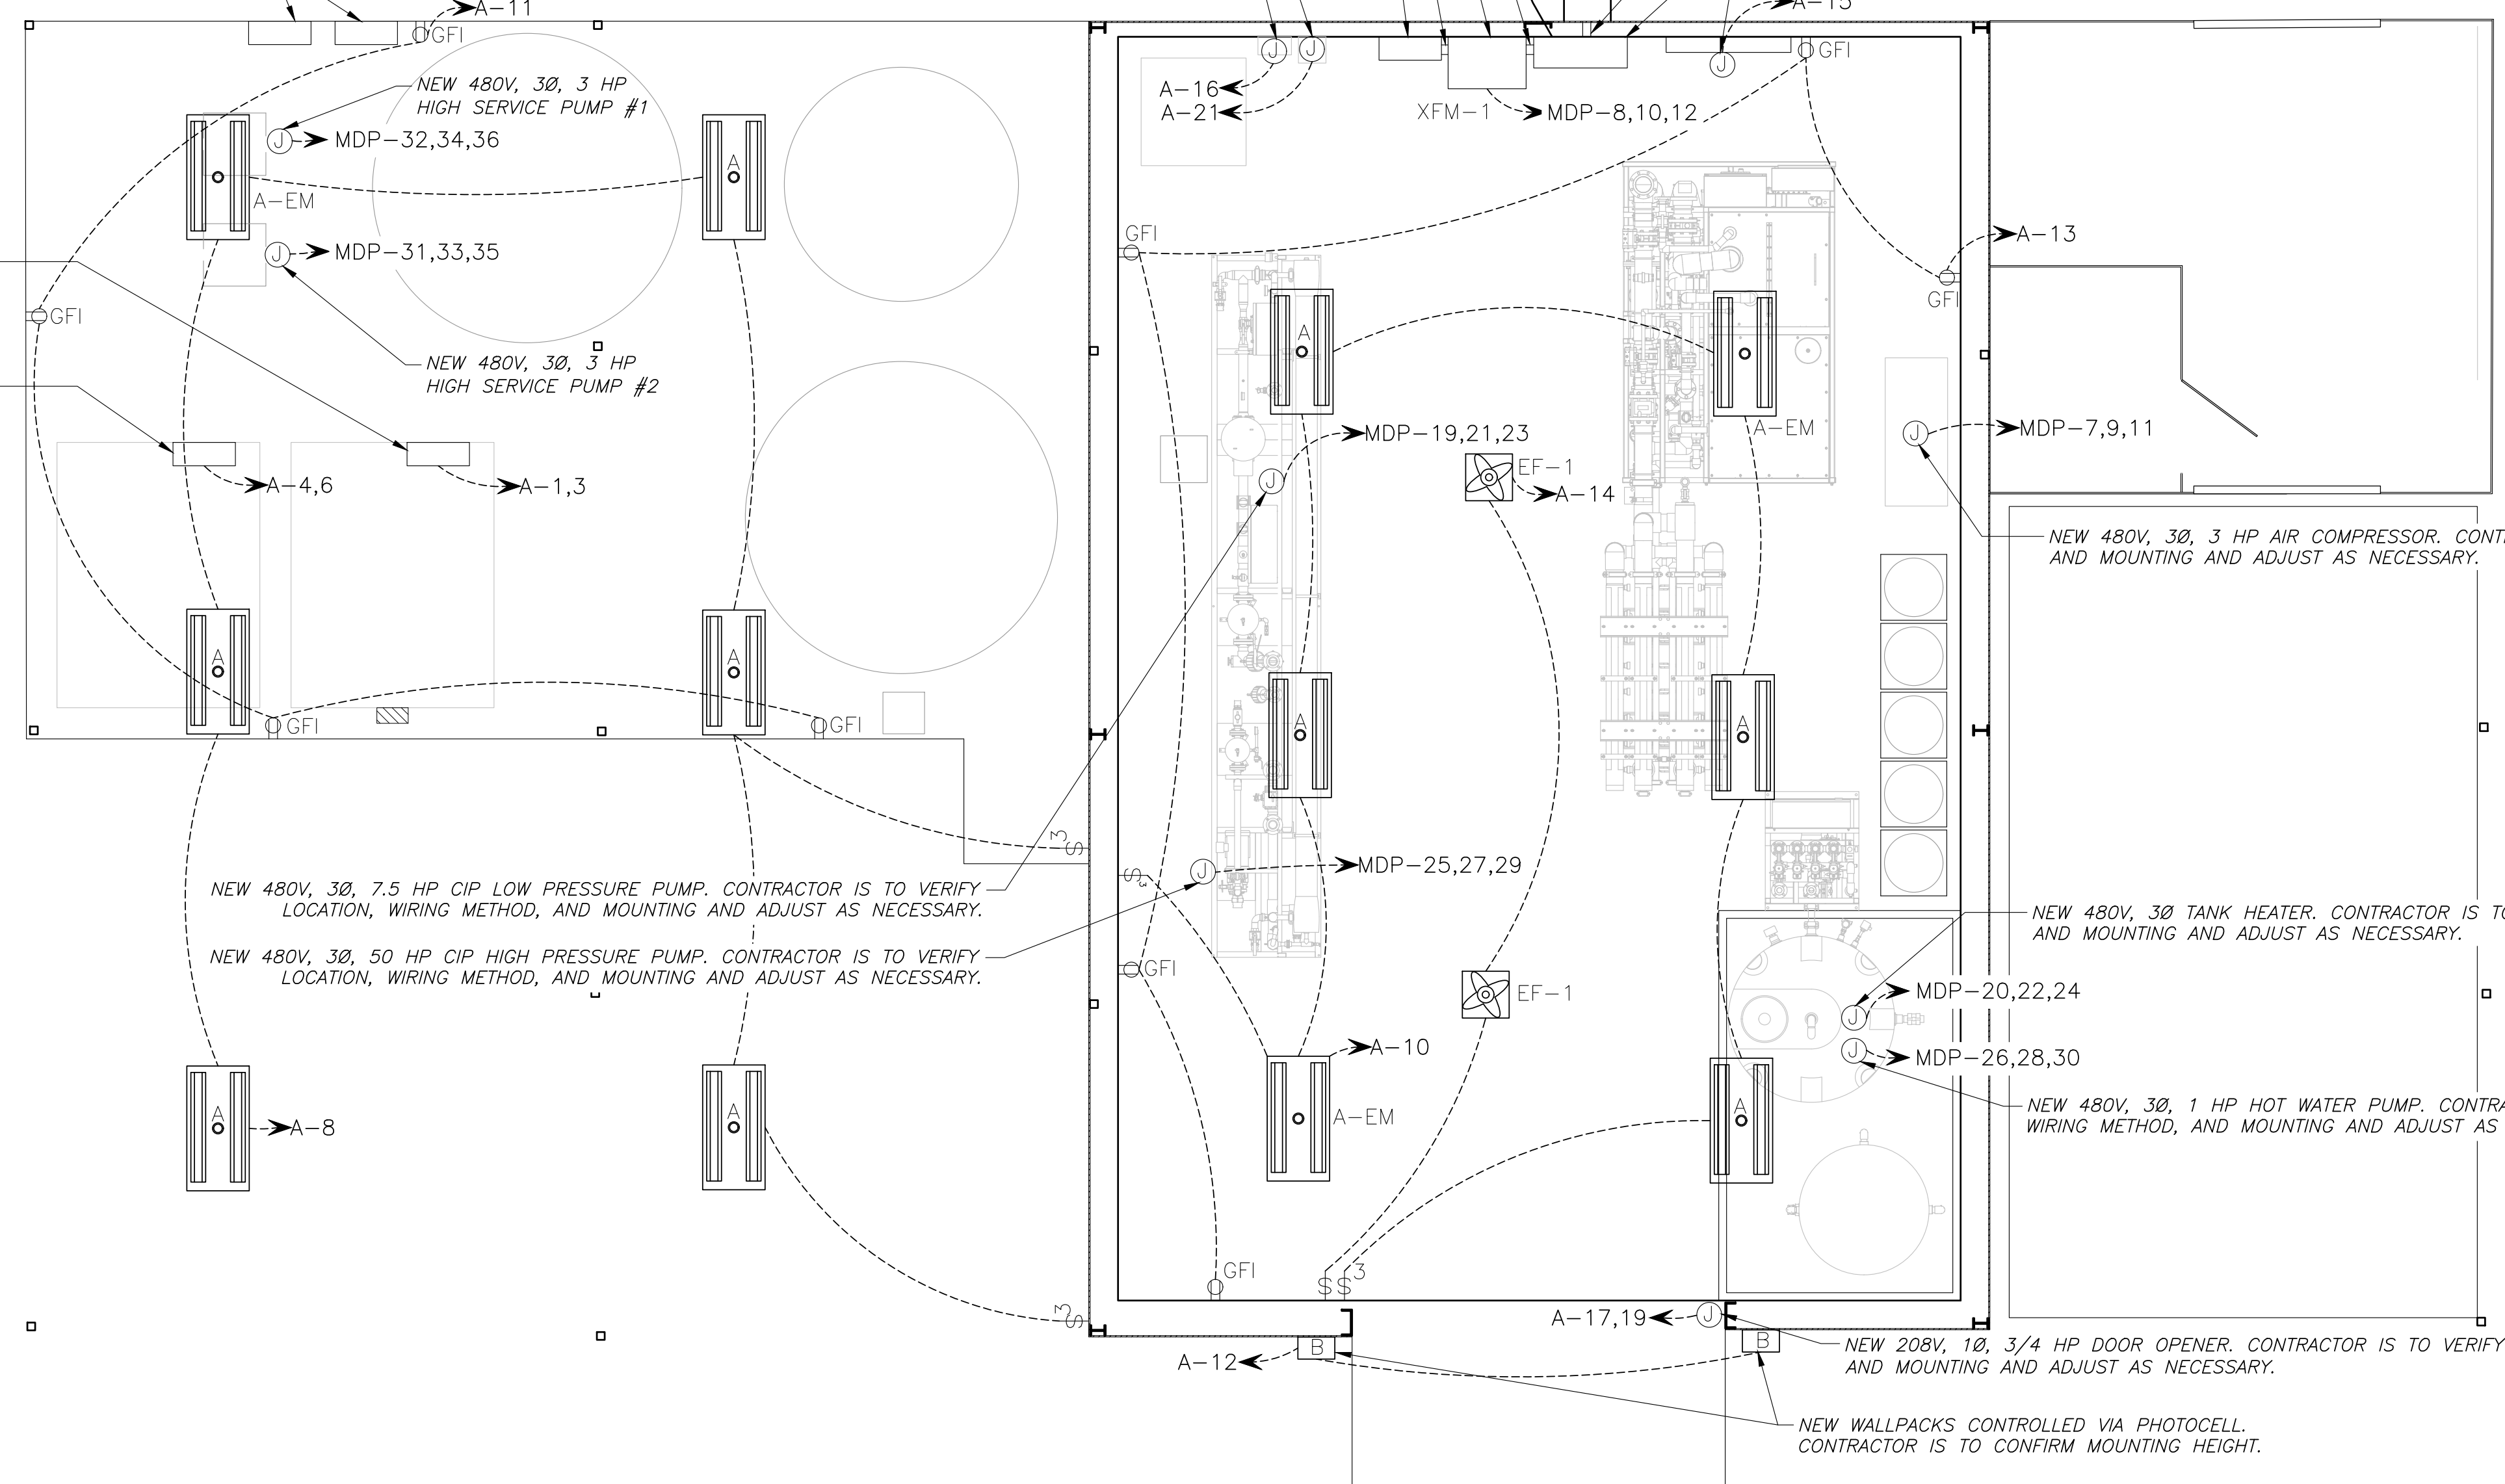 A-11
GFI
NEW 480V, 3Ø, 3 HP
HIGH SERVICE PUMP #1
J
MDP-32,34,36
A-EM
A
J
MDP-31,33,35
GFI
NEW 480V, 3Ø, 3 HP
HIGH SERVICE PUMP #2
A-4,6
A-1,3
A
A
GFI
GFI
S3
S3
A
A-8
A
A-15
J
J
A-16
A-21
XFM-1
MDP-8,10,12
J
GFI
GFI
A-13
GFI
A
A-EM
MDP-19,21,23
J
EF-1
A-14
J
MDP-7,9,11
NEW 480V, 3Ø, 3 HP AIR COMPRESSOR.
AND MOUNTING AND ADJUST AS NECESSARY.
A
A
S3
J
MDP-25,27,29
NEW 480V, 3Ø, 7.5 HP CIP LOW PRESSURE PUMP. CONTRACTOR IS TO VERIFY
LOCATION, WIRING METHOD, AND MOUNTING AND ADJUST AS NECESSARY.
NEW 480V, 3Ø, 50 HP CIP HIGH PRESSURE PUMP. CONTRACTOR IS TO VERIFY
LOCATION, WIRING METHOD, AND MOUNTING AND ADJUST AS NECESSARY.
GFI
EF-1
NEW 480V, 3Ø TANK HEATER. CONTRACTOR IS TO
AND MOUNTING AND ADJUST AS NECESSARY.
J
MDP-20,22,24
J
MDP-26,28,30
NEW 480V, 3Ø, 1 HP HOT WATER PUMP.
WIRING METHOD, AND MOUNTING AND ADJUST AS
A-10
A-EM
A
GFI
SS3
A-17,19
J
B
B
A-12
NEW 208V, 1Ø, 3/4 HP DOOR OPENER. CONTRACTOR IS TO VERIFY
AND MOUNTING AND ADJUST AS NECESSARY.
NEW WALLPACKS CONTROLLED VIA PHOTOCELL.
CONTRACTOR IS TO CONFIRM MOUNTING HEIGHT.